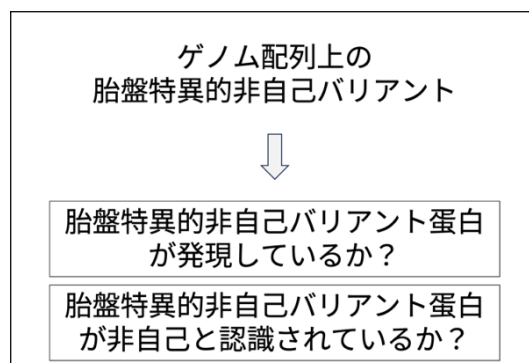 ゲノム配列上の
胎盤特異的非自己バリアント
胎盤特異的非自己バリアント蛋白
が発現しているか？
胎盤特異的非自己バリアント蛋白
が非自己と認識されているか？